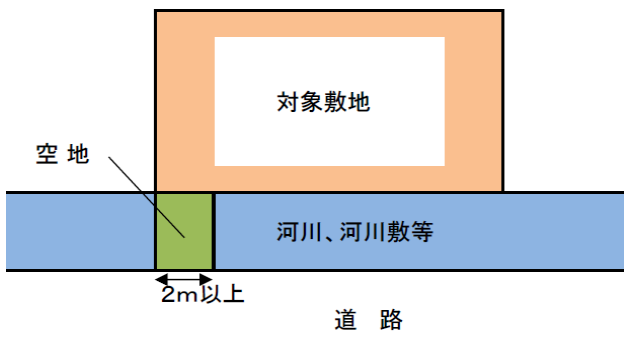 対象敷地
空 地
河川、河川敷等
2m以上
道 路